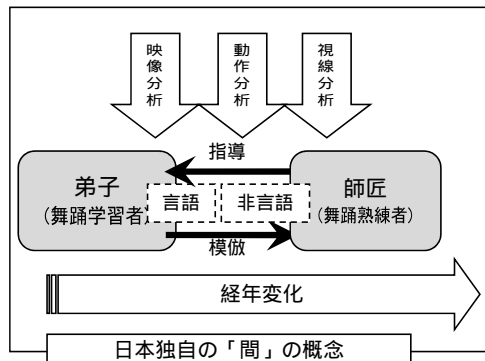 映像分析
動作分析
視線分析
指導
弟子
(舞踊学習者)
言語
非言語
師匠
(舞踊熟練者)
模倣
経年変化
日本独自の「間」の概念